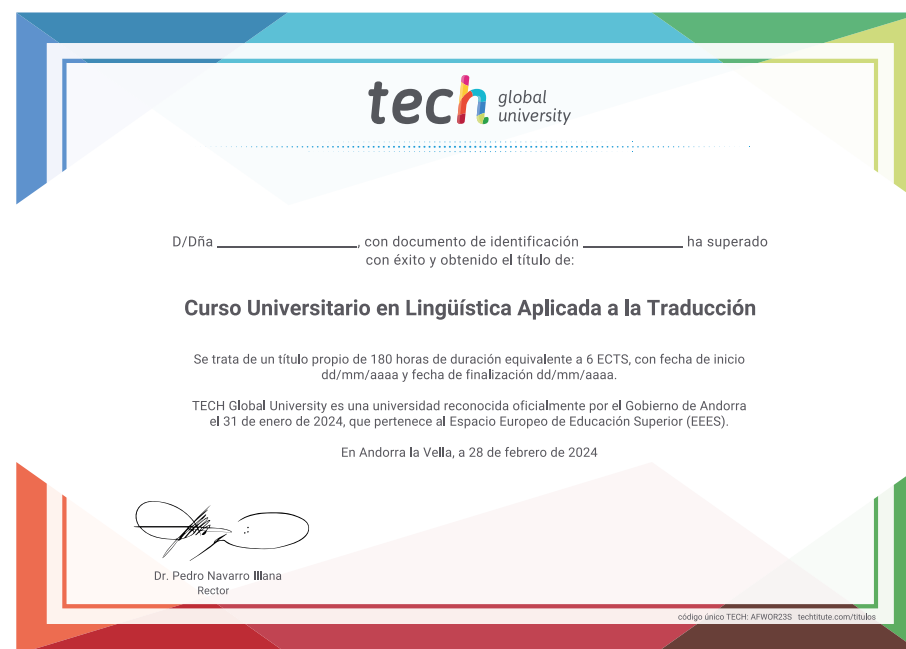 tech global
university
D/Dña ____________________, con documento de identificación ______________ ha superado
con éxito y obtenido el título de:
Curso Universitario en Lingüística Aplicada a la Traducción
Se trata de un título propio de 180 horas de duración equivalente a 6 ECTS, con fecha de inicio
dd/mm/aaaa y fecha de finalización dd/mm/aaaa.
TECH Global University es una universidad reconocida oficialmente por el Gobierno de Andorra
el 31 de enero de 2024, que pertenece al Espacio Europeo de Educación Superior (EEES).
En Andorra la Vella, a 28 de febrero de 2024
Dr. Pedro Navarro Illana
Rector
código único TECH: AFWOR23S techtitute.com/titulos